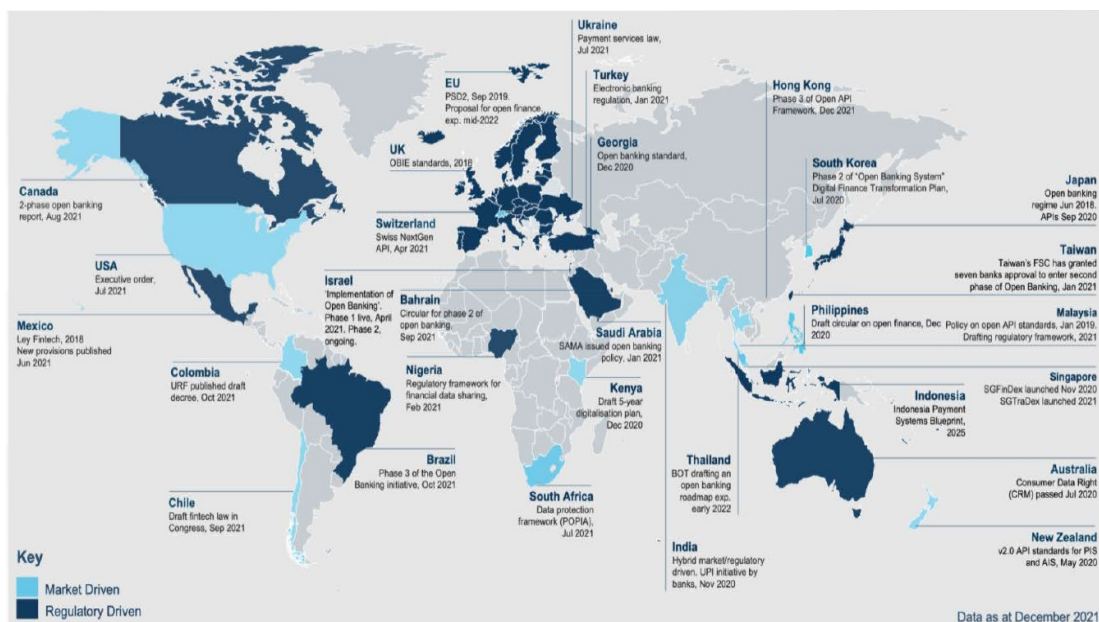 Ukraine
Payment services law,
Jul 2021
EU
PSD2, Sep 2019.
Proposal for open finance.
exp. mid-2022
Turkey
Electronic banking
regulation, Jan 2021
Hong Kong
Phase 3 of Open API
Framework, Dec 2021
UK
OBIE standards, 2018
Georgia
Open banking standard,
Dec 2020
South Korea
Phase 2 of "Open Banking System"
Digital Finance Transformation Plan,
Jul 2020
Japan
Open banking
regime Jun 2018.
APIs Sep 2020
Canada
2-phase open banking
report, Aug 2021
Switzerland
Swiss NextGen
API, Apr 2021
Taiwan
Taiwan's FSC has granted
seven banks approval to enter second
phase of Open Banking, Jan 2021
USA
Executive order,
Jul 2021
Israel
'Implementation of
Open Banking'.
Phase 1 live, April
2021. Phase 2,
ongoing.
Bahrain
Circular for phase 2 of
open banking,
Sep 2021
Saudi Arabia
SAMA issued open banking
policy, Jan 2021
Philippines
Draft circular on open finance, Dec
2020
Malaysia
Policy on open API standards, Jan 2019.
Drafting regulatory framework, 2021
Mexico
Ley Fintech, 2018
New provisions published
Jun 2021
Colombia
URF published draft
decree, Oct 2021
Nigeria
Regulatory framework for
financial data sharing,
Feb 2021
Kenya
Draft 5-year
digitalisation plan,
Dec 2020
Indonesia
Indonesia Payment
Systems Blueprint,
2025
Singapore
SGFinDex launched Nov 2020
SGTraDex launched 2021
Brazil
Phase 3 of the Open
Banking initiative, Oct 2021
Thailand
BOT drafting an
open banking
roadmap exp.
early 2022
Australia
Consumer Data Right
(CRM) passed Jul 2020
Chile
Draft fintech law in
Congress, Sep 2021
South Africa
Data protection
framework (POPIA),
Jul 2021
India
Hybrid market/regulatory
driven. UPI initiative by
banks, Nov 2020
New Zealand
v2.0 API standards for PIS
and AIS, May 2020
Key
Market Driven
Regulatory Driven
Data as at December 2021